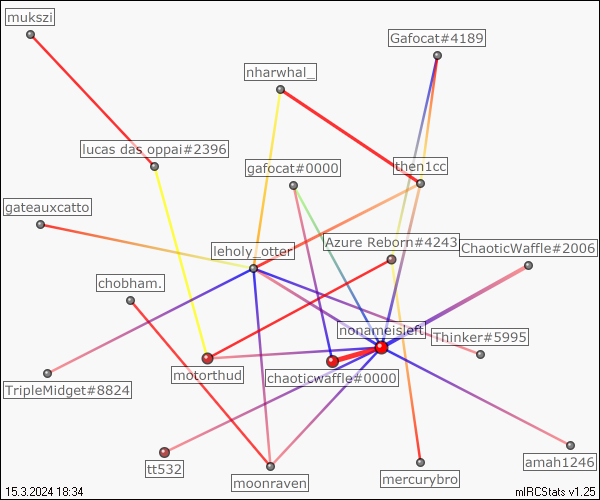 mukszi
Gafocat#4189
nharwhal_
lucas das oppai#2396
gafocat#0000
then1cc
gateauxcatto
leholy_otter
Azure Reborn#4243
ChaoticWaffle#2006
chobham.
nonameisleft
Thinker#5995
TripleMidget#8824
motorthud
chaoticwaffle#0000
tt532
moonraven
mercurybro
amah1246
15.3.2024 18:34
mIRCStats v1.25